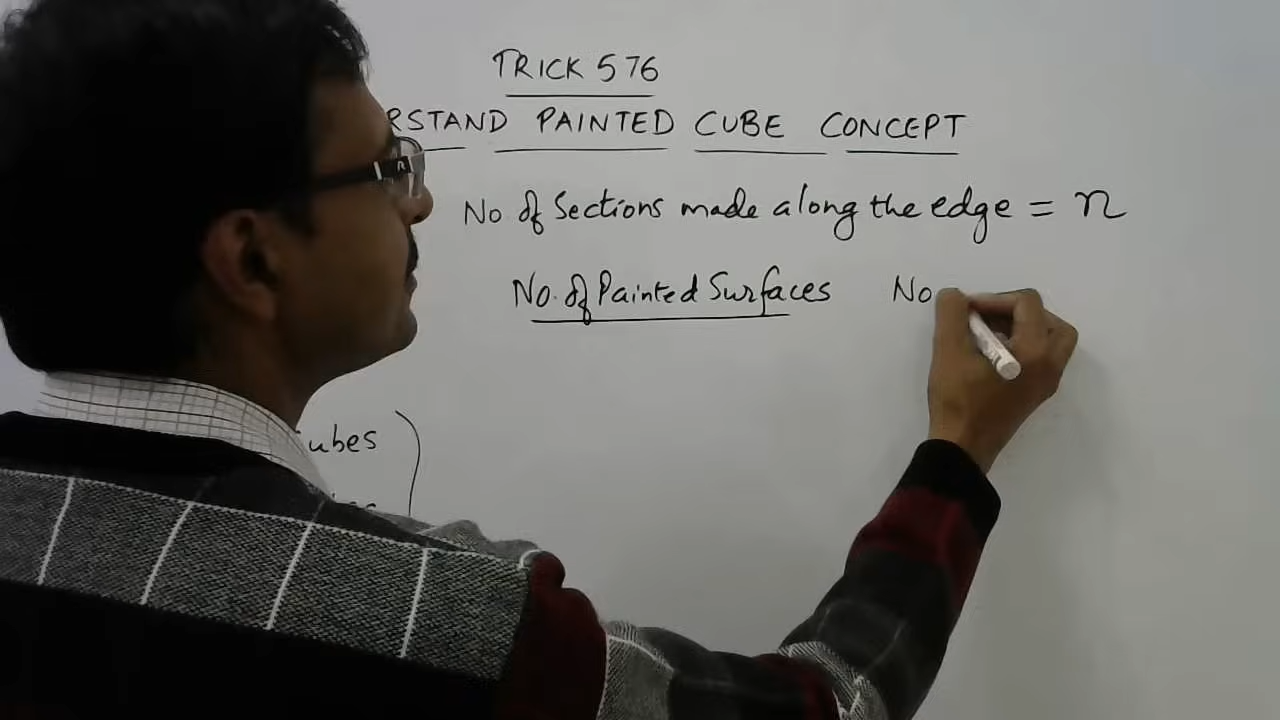 TRICK 576
RSTAND PAINTED CUBE CONCEPT
No of Sections made along the edge = n
No. of Painted Surfaces No
ubes